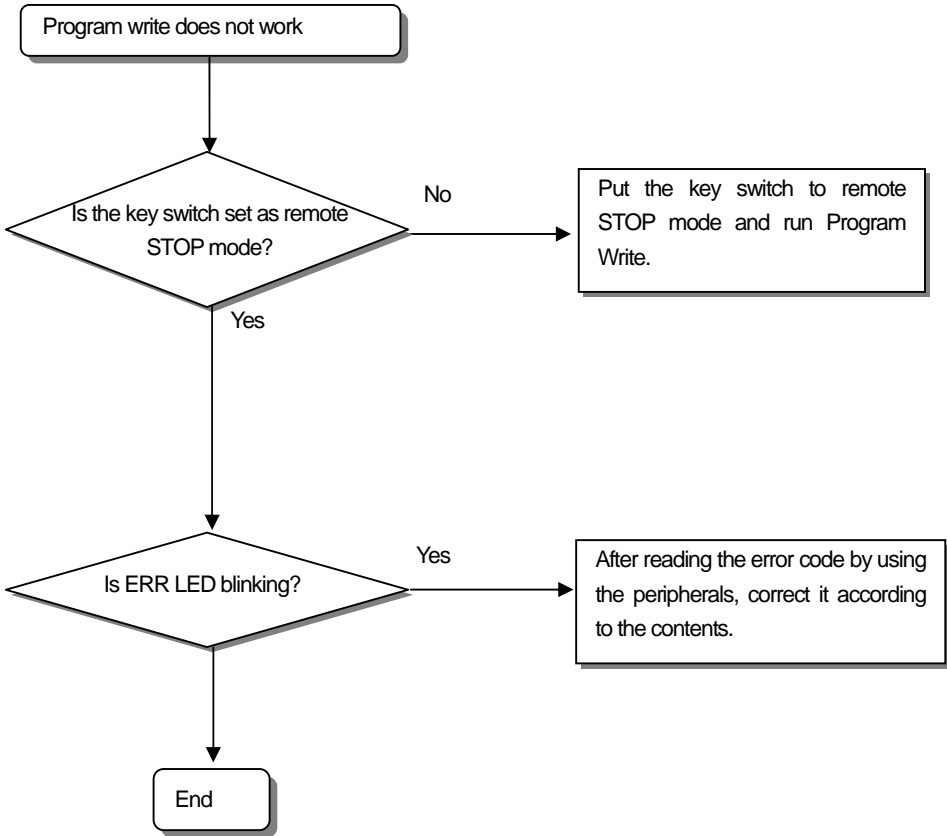 Program write does not work
Is the key switch set as remote
STOP mode?
No
Put the key switch to remote
STOP mode and run Program
Write.
Yes
Is ERR LED blinking?
Yes
After reading the error code by using
the peripherals, correct it according
to the contents.
End